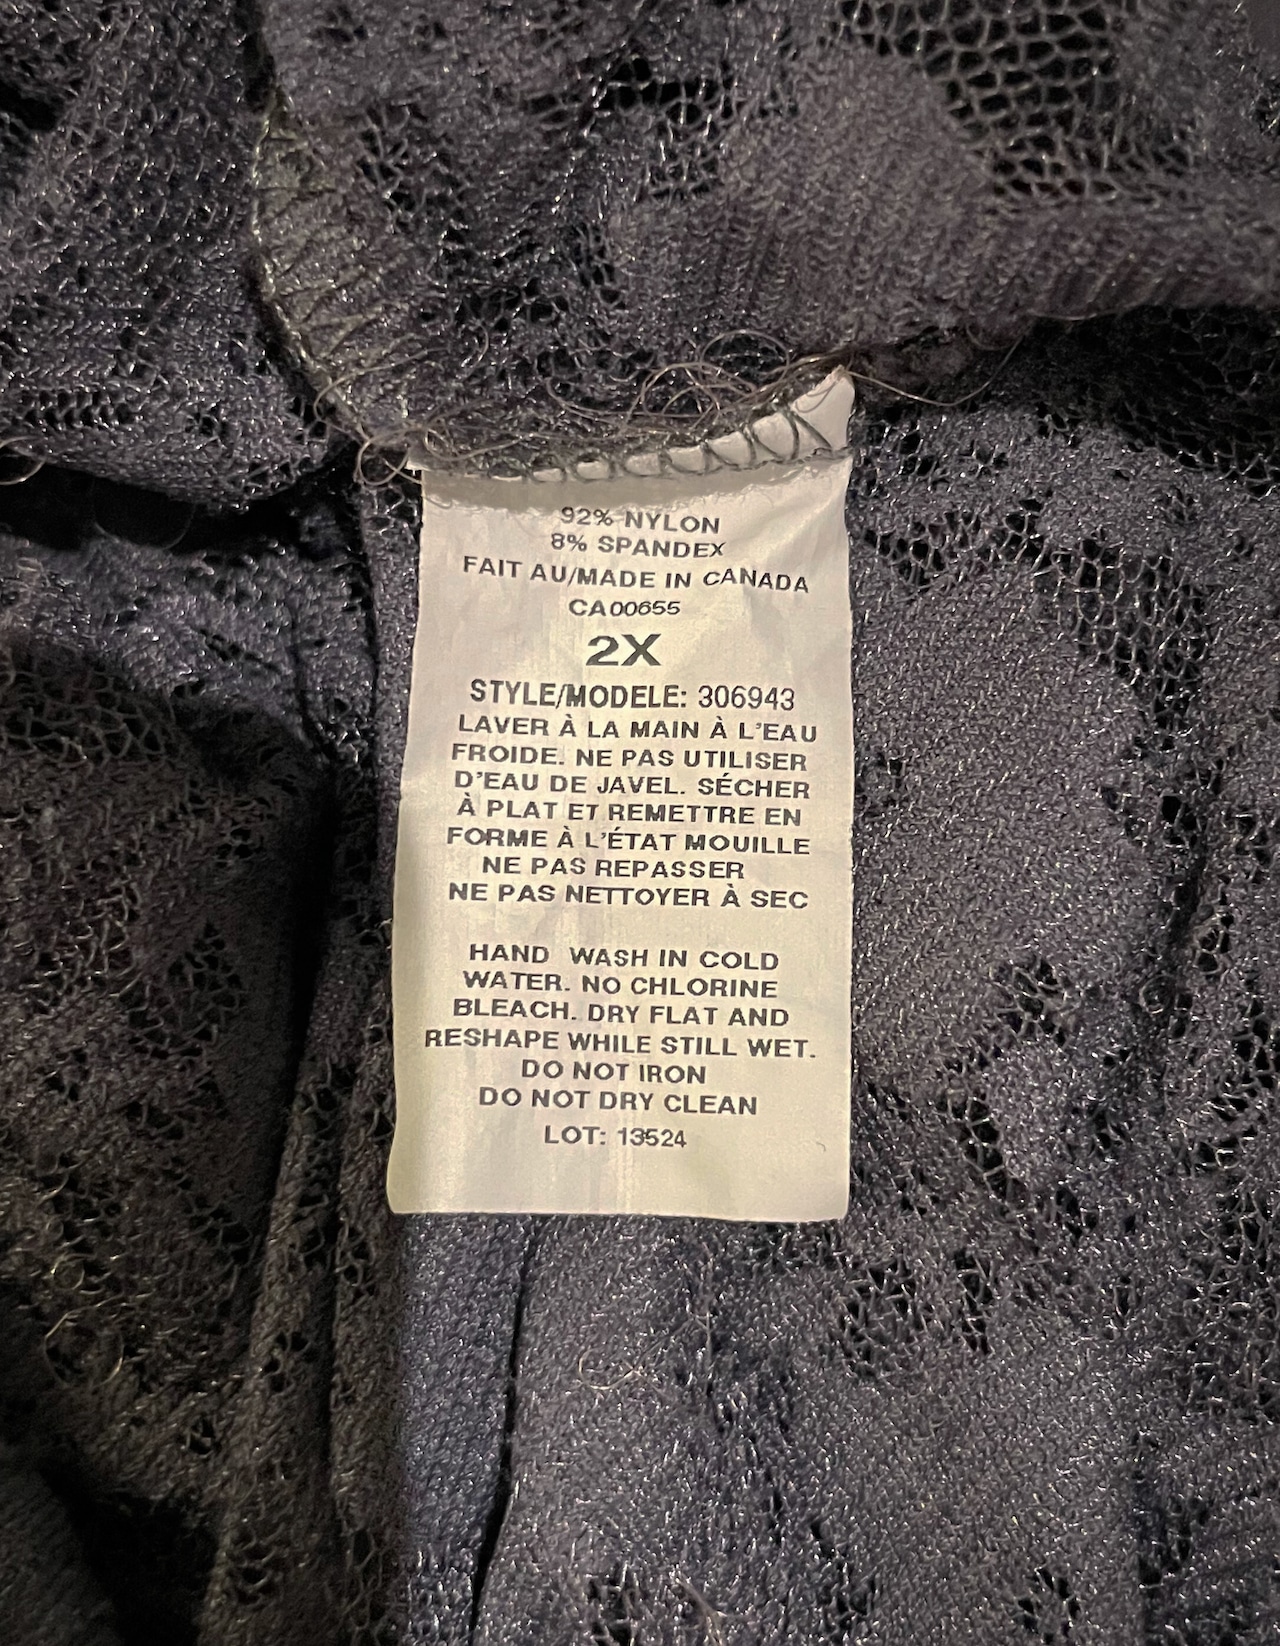 92% NYLON
8% SPANDEX
FAIT AU/MADE IN CANADA
CA00655
2X
STYLE/MODELE: 306943
LAVER À LA MAIN À L'EAU
FROIDE. NE PAS UTILISER
D'EAU DE JAVEL. SÉCHER
À PLAT ET REMETTRE EN
FORME À L'ÉTAT MOUILLE
NE PAS REPASSER
NE PAS NETTOYER À SEC
HAND WASH IN COLD
WATER. NO CHLORINE
BLEACH. DRY FLAT AND
RESHAPE WHILE STILL WET.
DO NOT IRON
DO NOT DRY CLEAN
LOT: 13524